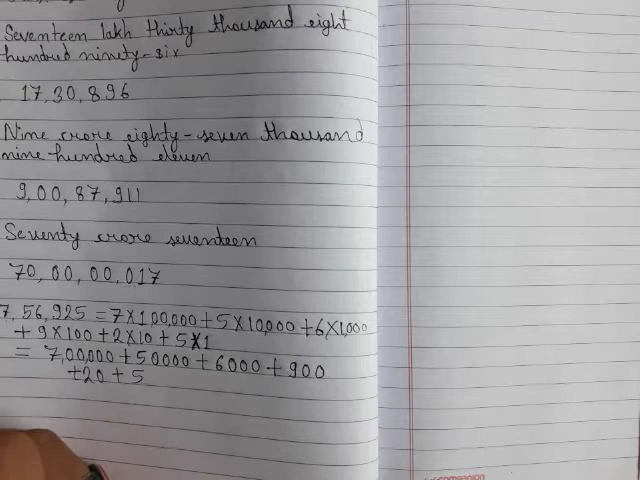 Seventeen lakh thirty thousand eight
hundred ninety-six
17,30,896
Nine crore eighty-seven thousand
nine hundred eleven
9,00,87,911
Seventy crore seventeen
70,00,00,017
7,56,925 = 7×1,00,000 + 5×10,000 + 6×1,000
+ 9×100 + 2×10 + 5×1
= 7,00,000 + 50000 + 6000 + 900
+20 + 5